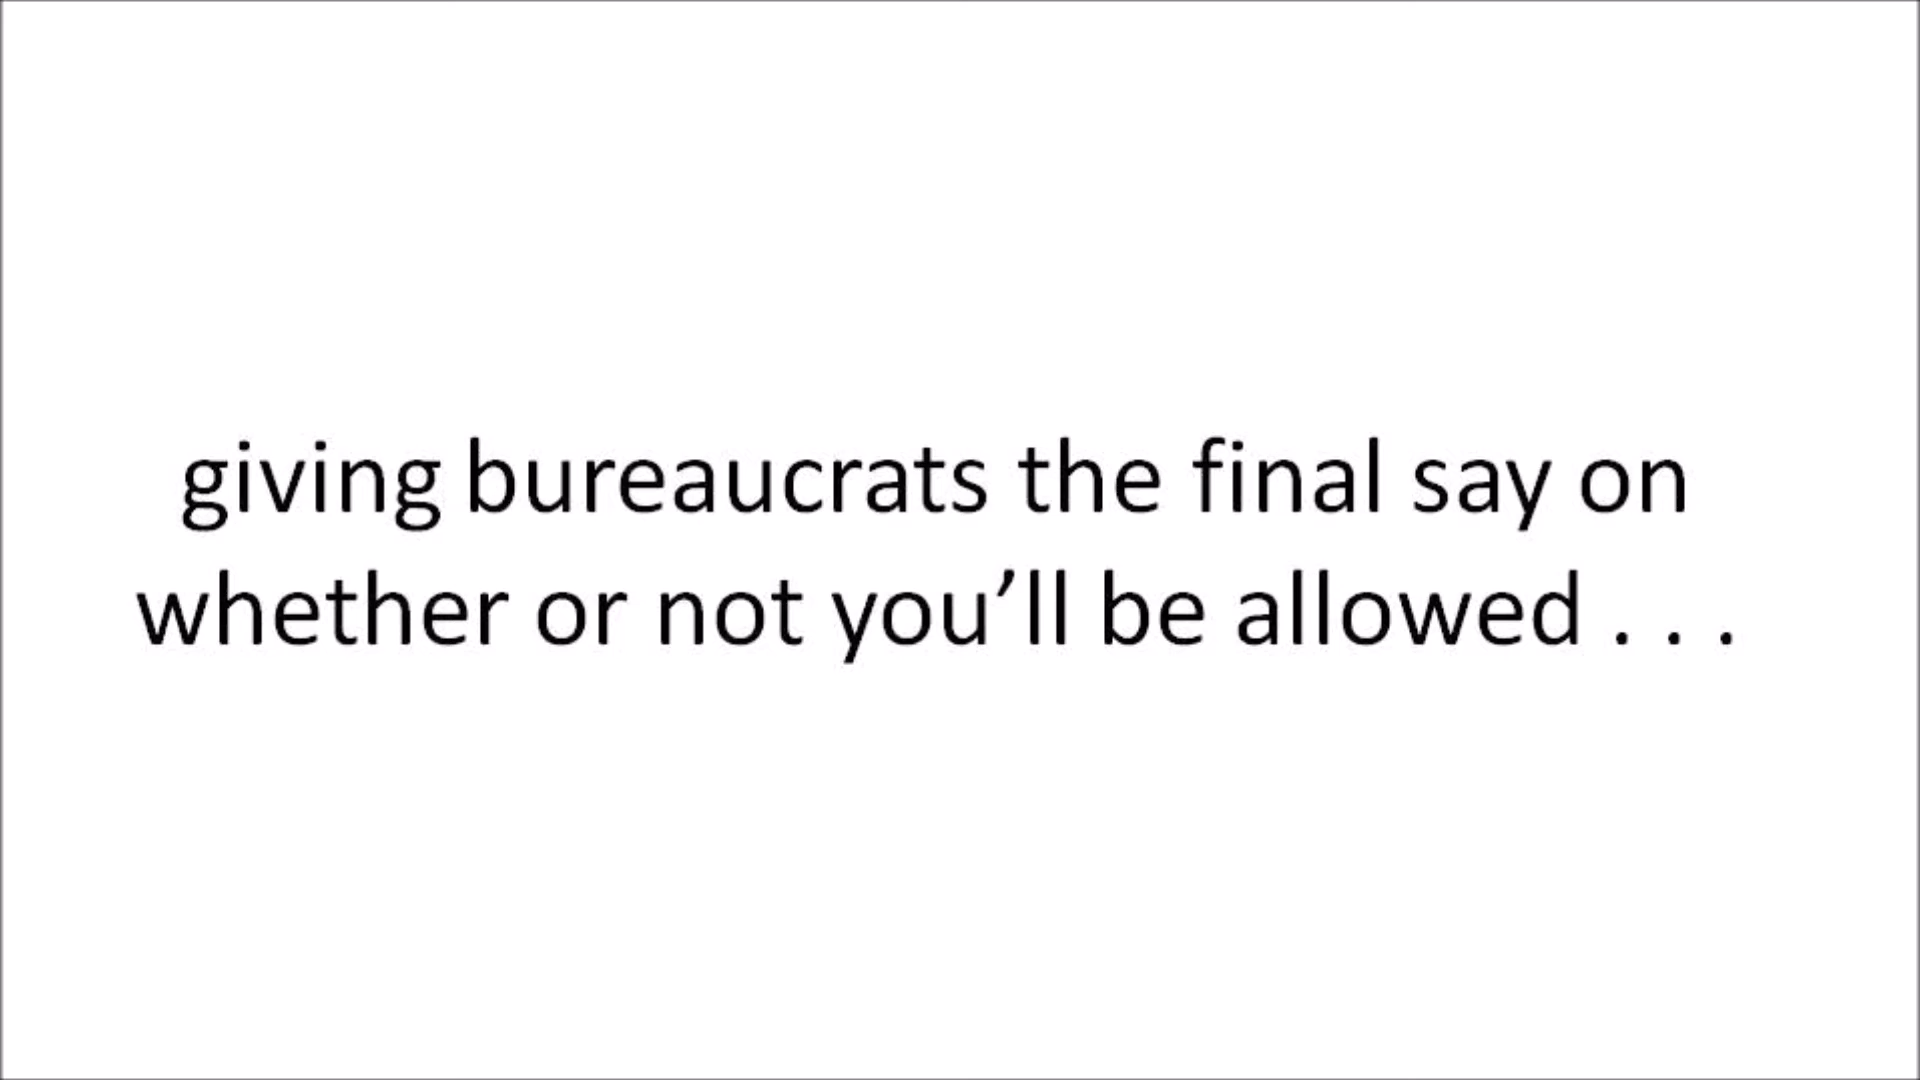 giving bureaucrats the final say on
whether or not you’ll be allowed . . .